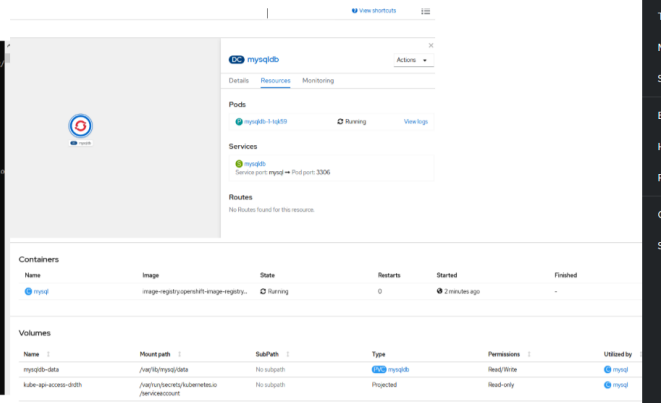 View shortcuts
DC mysqldb
Actions
Details Resources Monitoring
Pods
P mysqldb-1-tqk59 Running View logs
Services
S mysqldb
Service port: mysql → Pod port: 3306
Routes
No Routes found for this resource.
DC mysqldb
Containers
Name Image State Restarts Started Finished
C mysql image-registry.openshift-image-registry... Running 0 2 minutes ago -
Volumes
Name Mount path SubPath Type Permissions Utilized by
mysqldb-data /var/lib/mysql/data No subpath PVC mysqldb Read/Write C mysql
kube-api-access-drdth /var/run/secrets/kubernetes.io No subpath Projected Read-only C mysql
/serviceaccount